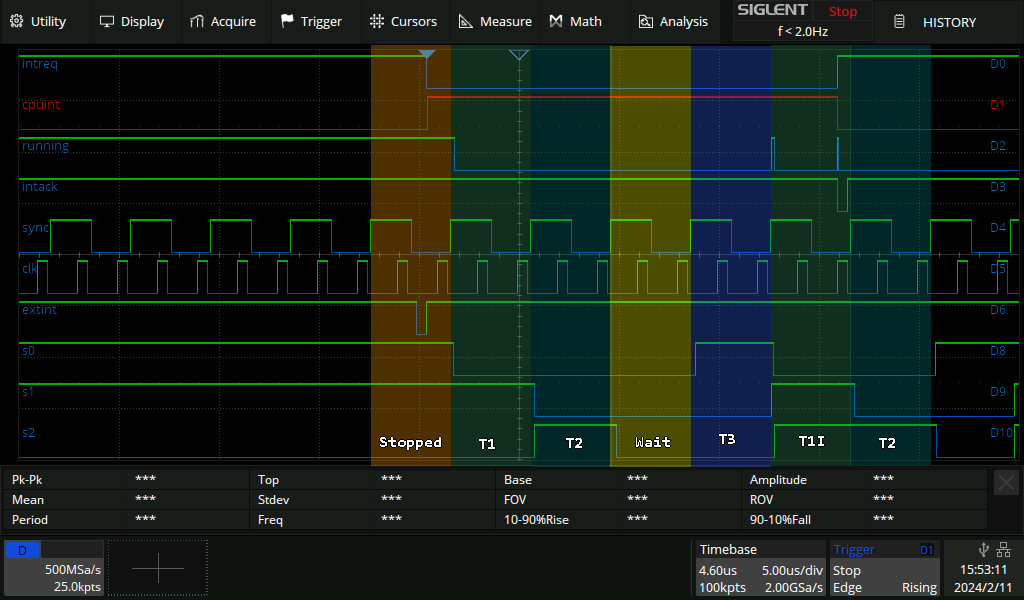 Utility Display Acquire Trigger Cursors Measure Math Analysis SIGLENT Stop HISTORY
f < 2.0Hz
intreq D0
cpuint D1
running D2
intack D3
sync D4
clk D5
extint D6
s0 D8
s1 D9
s2 D10
Stopped T1 T2 Wait T3 T1I T2
Pk-Pk *** Top *** Base *** Amplitude ***
Mean *** Stdev *** FOV *** ROV ***
Period *** Freq *** 10-90%Rise *** 90-10%Fall ***
D Timebase Trigger D1
500MSa/s 4.60us 5.00us/div Stop 15:53:11
25.0kpts 100kpts 2.00GSa/s Edge Rising 2024/2/11